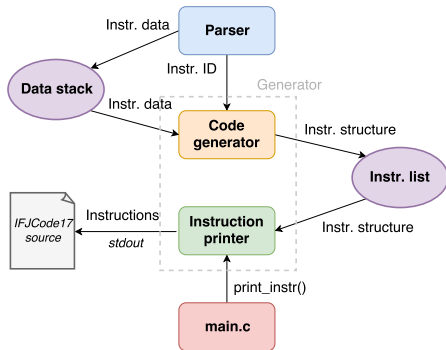 Instr. data
Parser
Instr. ID
Data stack
Generator
Instr. data
Code
generator
Instr. structure
Instr. list
Instructions
Instruction
printer
Instr. structure
IFJCode17
source
stdout
print_instr()
main.c